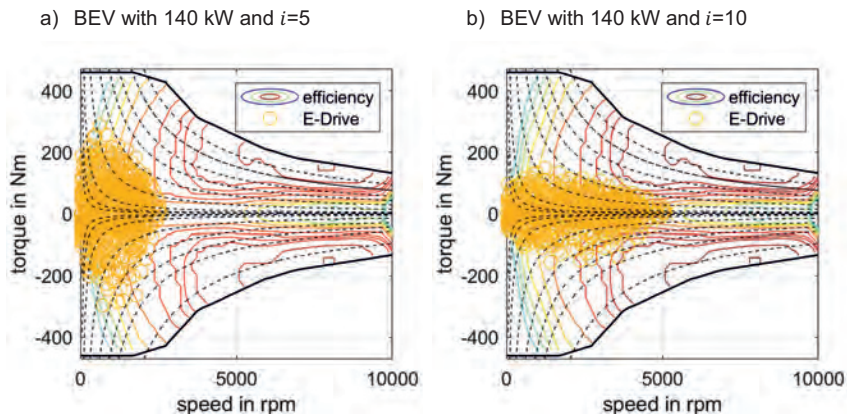 a) BEV with 140 kW and i=5
b) BEV with 140 kW and i=10
400
200
0
-200
-400
torque in Nm
0
5000
10000
speed in rpm
efficiency
E-Drive
400
200
0
-200
-400
torque in Nm
0
5000
10000
speed in rpm
efficiency
E-Drive